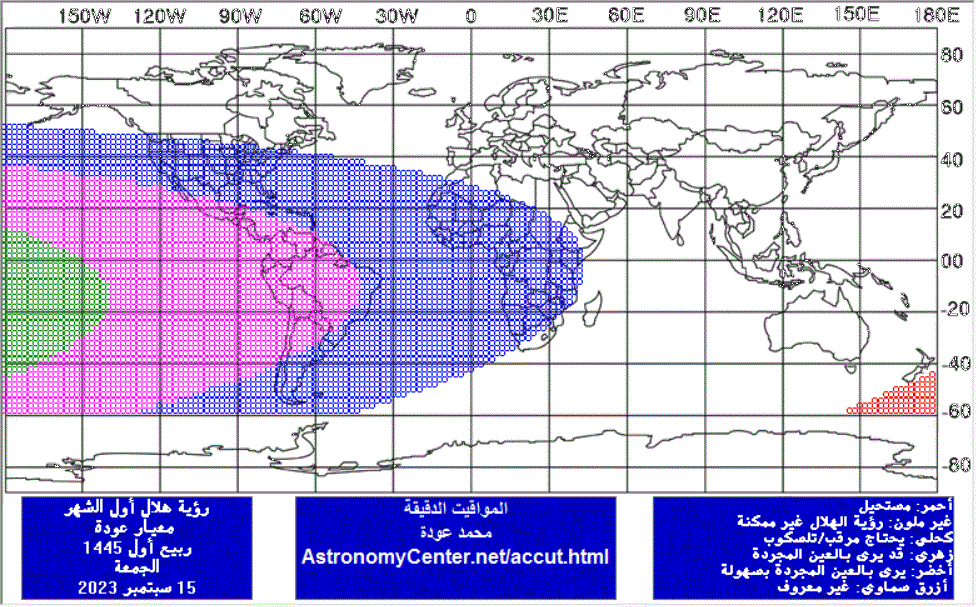 150W 120W 90W 60W 30W 0 30E 60E 90E 120E 150E 180E
80
60
40
20
00
-20
-40
-60
-80
رؤية هلال أول الشهر
معيار عودة
ربيع أول 1445
الجمعة
15 سبتمبر 2023
المواقيت الدقيقة
محمد عودة
AstronomyCenter.net/accut.html
أحمر: مستحيل
غير ملون: رؤية الهلال غير ممكنة
كحلي: يحتاج مرقب/تلسكوب
زهري: قد يرى بالعين المجردة
أخضر: يرى بالعين المجردة بسهولة
أزرق سماوي: غير معروف